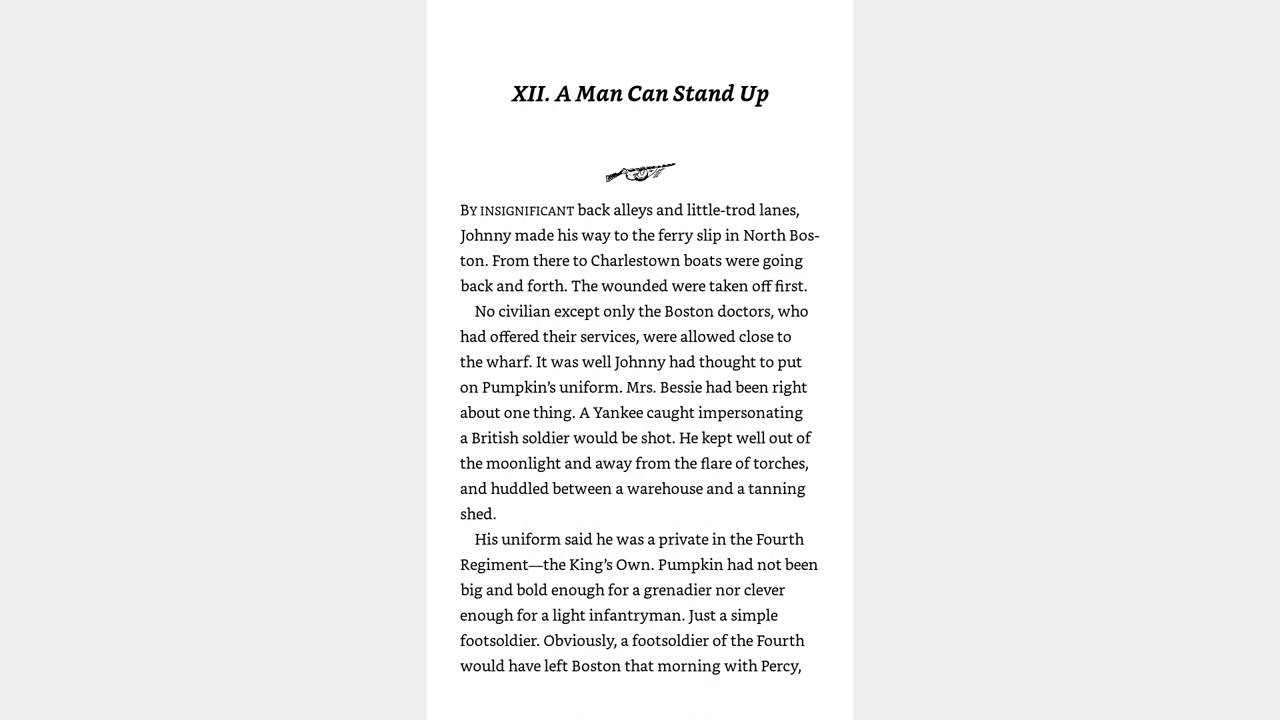 XII. A Man Can Stand Up
By insignificant back alleys and little-trod lanes,
Johnny made his way to the ferry slip in North Bos-
ton. From there to Charlestown boats were going
back and forth. The wounded were taken off first.
No civilian except only the Boston doctors, who
had offered their services, were allowed close to
the wharf. It was well Johnny had thought to put
on Pumpkin’s uniform. Mrs. Bessie had been right
about one thing. A Yankee caught impersonating
a British soldier would be shot. He kept well out of
the moonlight and away from the flare of torches,
and huddled between a warehouse and a tanning
shed.
His uniform said he was a private in the Fourth
Regiment—the King’s Own. Pumpkin had not been
big and bold enough for a grenadier nor clever
enough for a light infantryman. Just a simple
footsoldier. Obviously, a footsoldier of the Fourth
would have left Boston that morning with Percy,